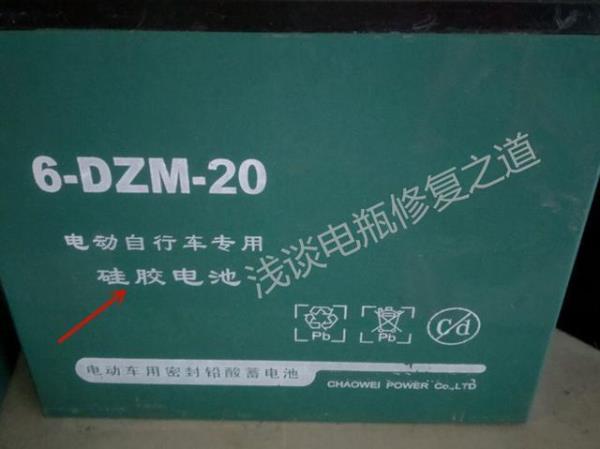 6-DZM-20
电动自行车专用
硅胶电池
浅谈电瓶修复之道
Pb
Pb
Cd
电动车用密封铅酸蓄电池
CHAOWEI POWER Co.,LTD